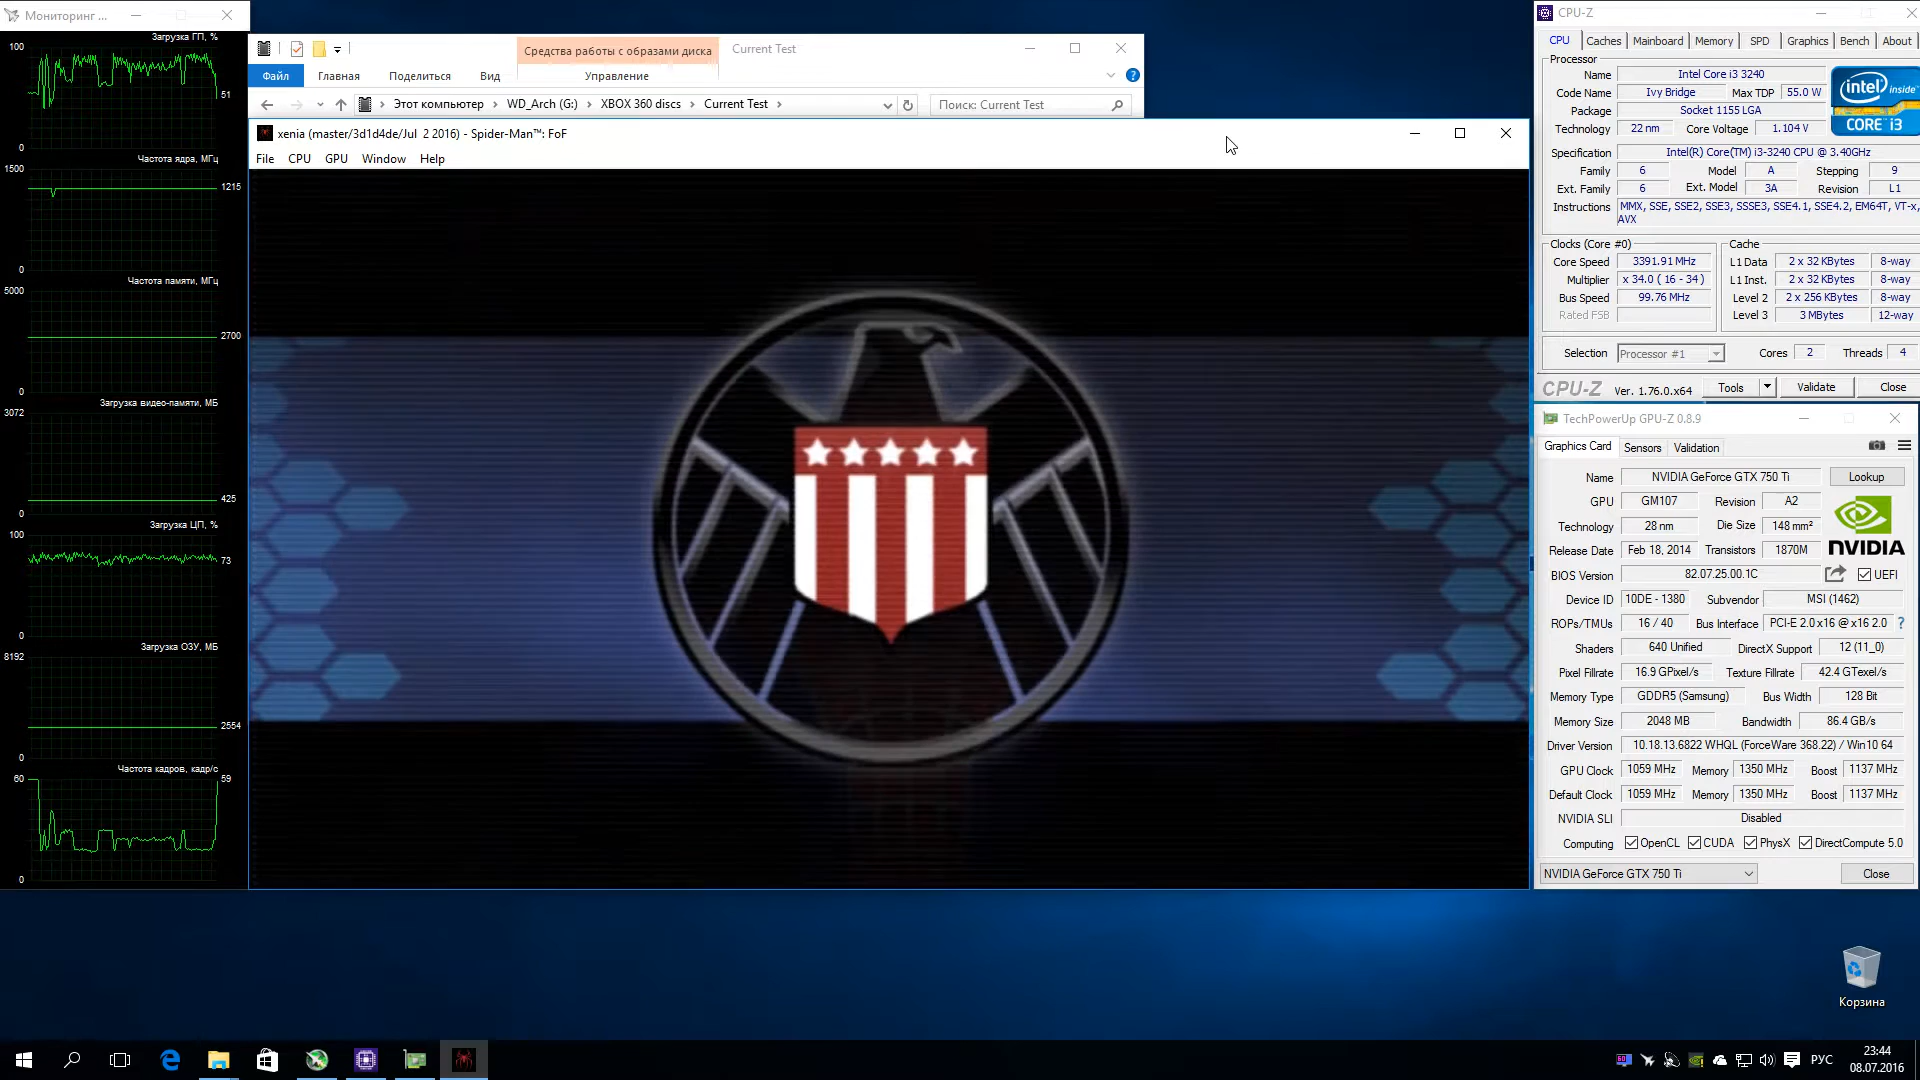 Мониторинг ...
Загрузка ГП, %
100
51
0
Частота ядра, МГц
1500
1215
0
Частота памяти, МГц
5000
2700
0
Загрузка видео-памяти, МБ
3072
425
0
Загрузка ЦП, %
100
73
0
Загрузка ОЗУ, МБ
8192
2554
0
Частота кадров, кадр/с
60
59
0
Средства работы с образами диска
Current Test
Файл
Главная
Поделиться
Вид
Управление
Этот компьютер > WD_Arch (G:) > XBOX 360 discs > Current Test >
Поиск: Current Test
xenia (master/3d1d4de/Jul 2 2016) - Spider-Man™: FoF
File CPU GPU Window Help
CPU-Z
CPU Caches Mainboard Memory SPD Graphics Bench About
Processor
Name Intel Core i3 3240
Code Name Ivy Bridge Max TDP 55.0 W
Package Socket 1155 LGA
Technology 22 nm Core Voltage 1.104 V
intel inside™
CORE i3
Specification Intel(R) Core(TM) i3-3240 CPU @ 3.40GHz
Family 6 Model A Stepping 9
Ext. Family 6 Ext. Model 3A Revision L1
Instructions MMX, SSE, SSE2, SSE3, SSSE3, SSE4.1, SSE4.2, EM64T, VT-x,
AVX
Clocks (Core #0)
Core Speed 3391.91 MHz
Multiplier x 34.0 ( 16 - 34 )
Bus Speed 99.76 MHz
Rated FSB
Cache
L1 Data 2 x 32 KBytes 8-way
L1 Inst. 2 x 32 KBytes 8-way
Level 2 2 x 256 KBytes 8-way
Level 3 3 MBytes 12-way
Selection Processor #1 Cores 2 Threads 4
CPU-Z Ver. 1.76.0.x64 Tools Validate Close
TechPowerUp GPU-Z 0.8.9
Graphics Card Sensors Validation
Name NVIDIA GeForce GTX 750 Ti Lookup
GPU GM107 Revision A2
Technology 28 nm Die Size 148 mm²
Release Date Feb 18, 2014 Transistors 1870M
NVIDIA
BIOS Version 82.07.25.00.1C UEFI
Device ID 10DE - 1380 Subvendor MSI (1462)
ROPs/TMUs 16 / 40 Bus Interface PCI-E 2.0 x16 @ x16 2.0 ?
Shaders 640 Unified DirectX Support 12 (11_0)
Pixel Fillrate 16.9 GPixel/s Texture Fillrate 42.4 GTexel/s
Memory Type GDDR5 (Samsung) Bus Width 128 Bit
Memory Size 2048 MB Bandwidth 86.4 GB/s
Driver Version 10.18.13.6822 WHQL (ForceWare 368.22) / Win10 64
GPU Clock 1059 MHz Memory 1350 MHz Boost 1137 MHz
Default Clock 1059 MHz Memory 1350 MHz Boost 1137 MHz
NVIDIA SLI Disabled
Computing OpenCL CUDA PhysX DirectCompute 5.0
NVIDIA GeForce GTX 750 Ti Close
Корзина
60
РУС
23:44
08.07.2016